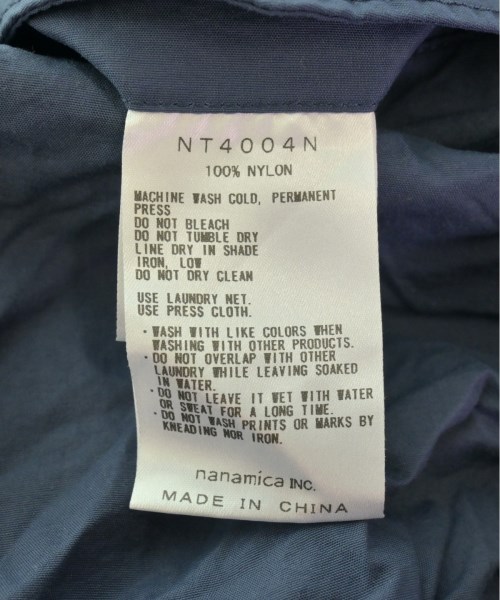 NT4004N
100% NYLON
MACHINE WASH COLD, PERMANENT
PRESS
DO NOT BLEACH
DO NOT TUMBLE DRY
LINE DRY IN SHADE
IRON, LOW
DO NOT DRY CLEAN
USE LAUNDRY NET.
USE PRESS CLOTH.
・WASH WITH LIKE COLORS WHEN
WASHING WITH OTHER PRODUCTS.
・DO NOT OVERLAP WITH OTHER
LAUNDRY WHILE LEAVING SOAKED
IN WATER.
・DO NOT LEAVE IT WET WITH WATER
OR SWEAT FOR A LONG TIME.
・DO NOT WASH PRINTS OR MARKS BY
KNEADING NOR IRON.
nanamica INC.
MADE IN CHINA